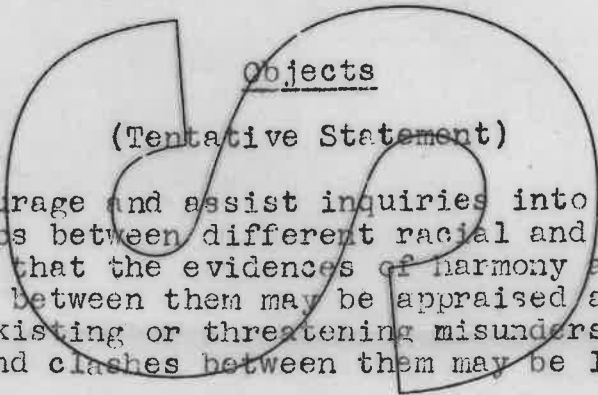 Objects
(Tentative Statement)
rage and assist inquiries into
s between different racial and
that the evidences of harmony a
between them may be appraised a
xisting or threatening misunders
nd clashes between them may be l